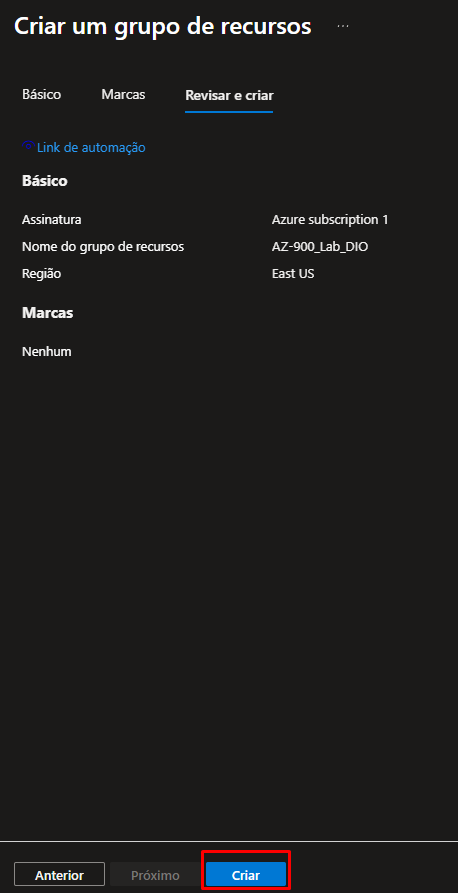 Criar um grupo de recursos ...
Básico Marcas Revisar e criar
Link de automação
Básico
Assinatura Azure subscription 1
Nome do grupo de recursos AZ-900_Lab_DIO
Região East US
Marcas
Nenhum
Anterior Próximo Criar